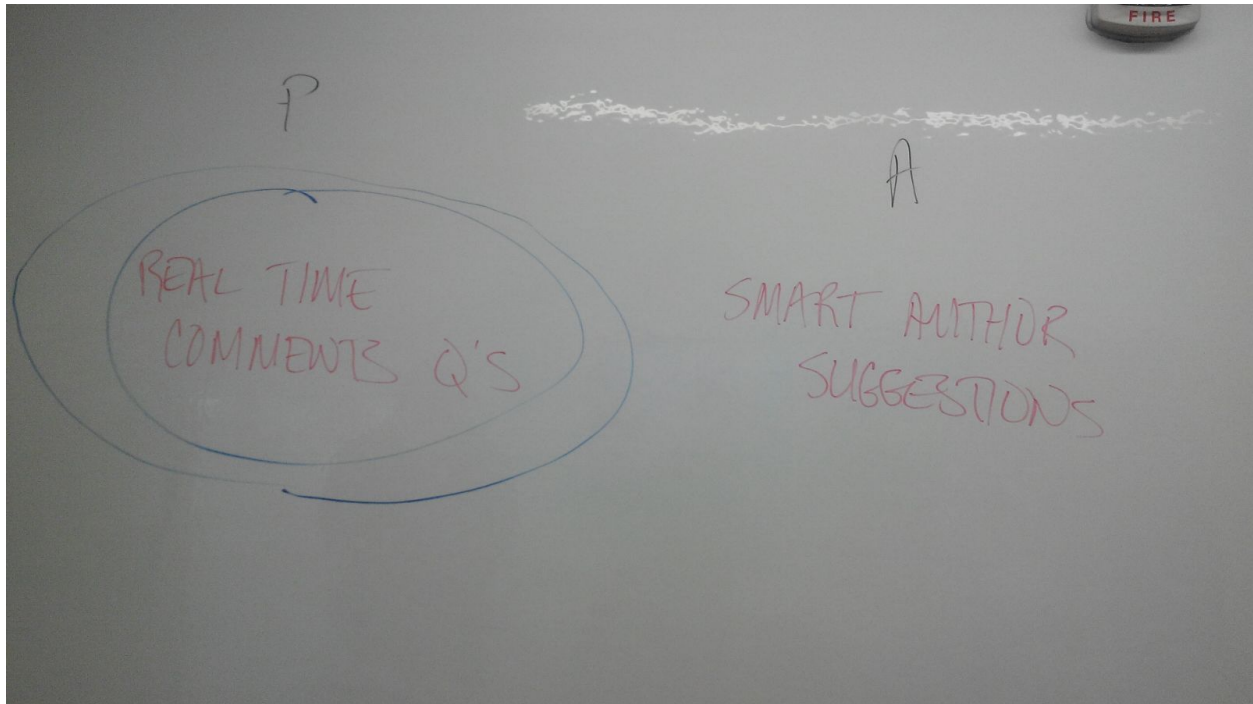 FIRE
P
A
REAL TIME
COMMENTS Q'S
SMART AUTHOR
SUGGESTIONS